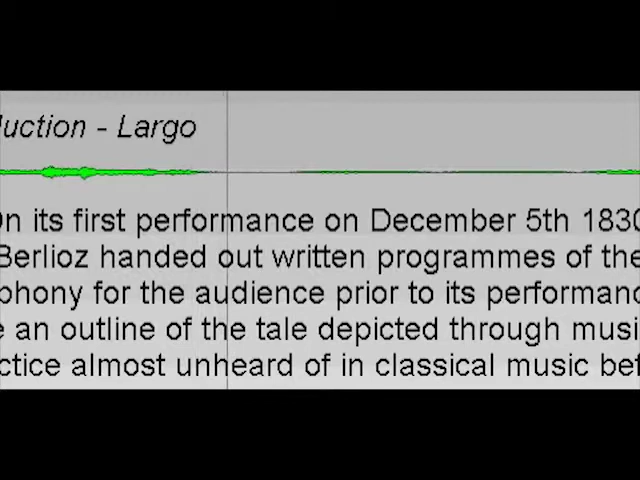 uction - Largo
On its first performance on December 5th 1830
Berlioz handed out written programmes of the
phony for the audience prior to its performanc
e an outline of the tale depicted through musi
ctice almost unheard of in classical music bef